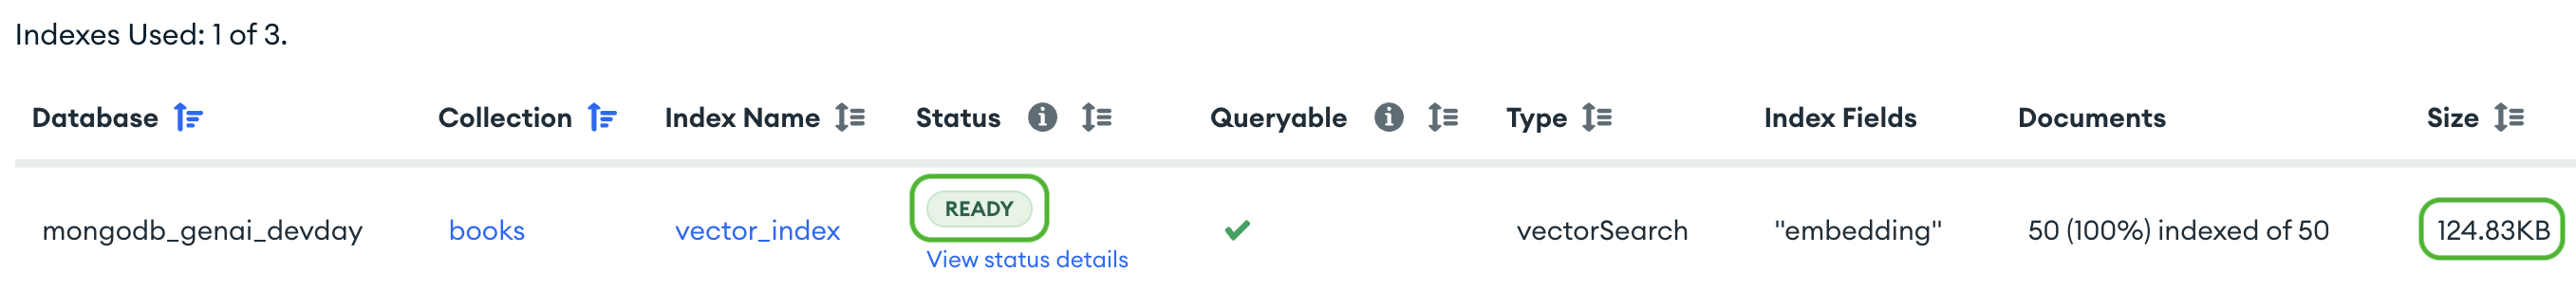 Indexes Used: 1 of 3.
Database Collection Index Name Status Queryable Type Index Fields Documents Size
READY
mongodb_genai_devday books vector_index vectorSearch "embedding" 50 (100%) indexed of 50 124.83KB
View status details